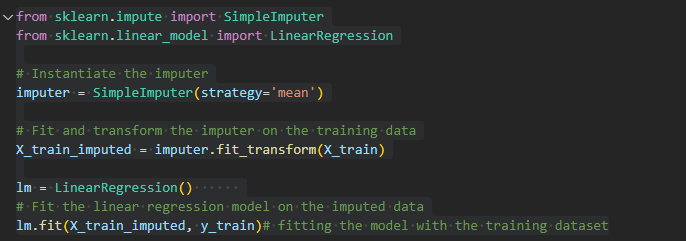 from sklearn.impute import SimpleImputer
from sklearn.linear_model import LinearRegression
# Instantiate the imputer
imputer = SimpleImputer(strategy='mean')
# Fit and transform the imputer on the training data
X_train_imputed = imputer.fit_transform(X_train)
lm = LinearRegression()
# Fit the linear regression model on the imputed data
lm.fit(X_train_imputed, y_train)# fitting the model with the training dataset